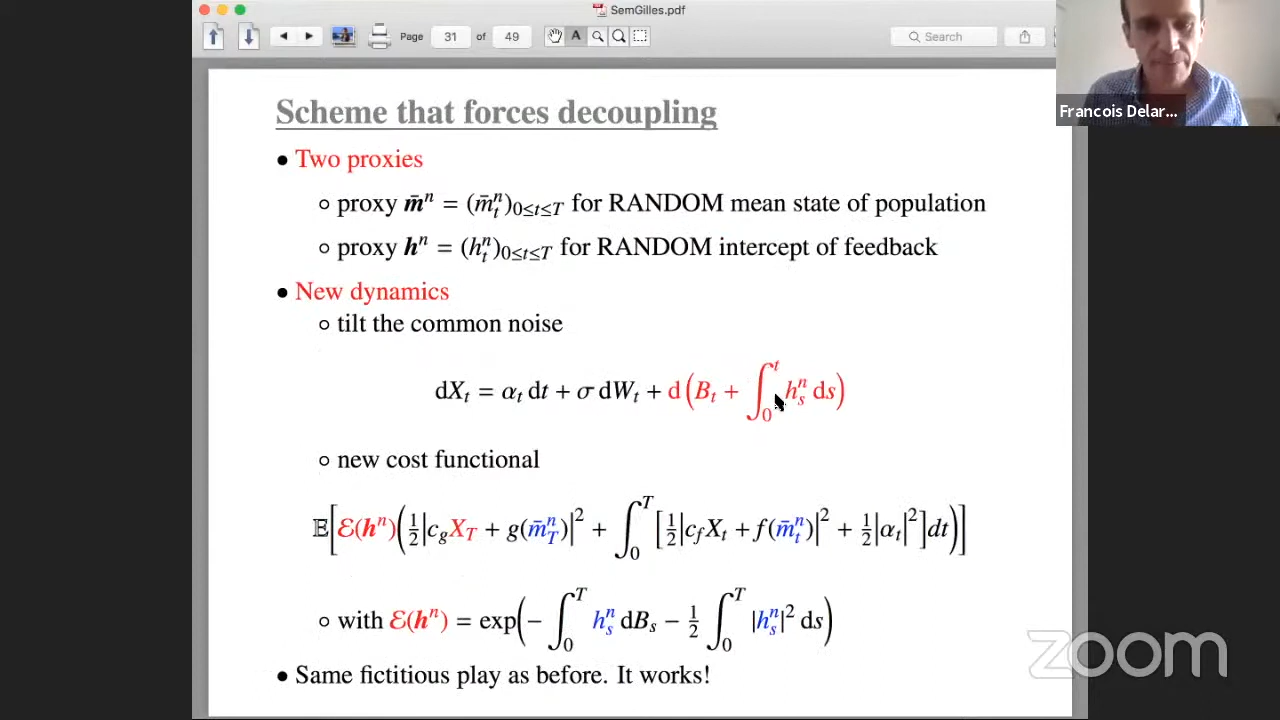 SemGilles.pdf
Page 31 of 49
Search
Francois Delar...
Scheme that forces decoupling
• Two proxies
∘ proxy m̄ⁿ = (m̄ₜⁿ)₀≤ₜ≤T for RANDOM mean state of population
∘ proxy hⁿ = (hₜⁿ)₀≤ₜ≤T for RANDOM intercept of feedback
• New dynamics
∘ tilt the common noise
dXₜ = αₜ dt + σ dWₜ + d(Bₜ + ∫₀ᵗ hₛⁿ ds)
∘ new cost functional
𝔼[ℰ(hⁿ)(½|c_g X_T + g(m̄_Tⁿ)|² + ∫₀ᵀ [½|c_f Xₜ + f(m̄ₜⁿ)|² + ½|αₜ|²]dt)]
∘ with ℰ(hⁿ) = exp(− ∫₀ᵀ hₛⁿ dBₛ − ½ ∫₀ᵀ |hₛⁿ|² ds)
• Same fictitious play as before. It works!
zoom